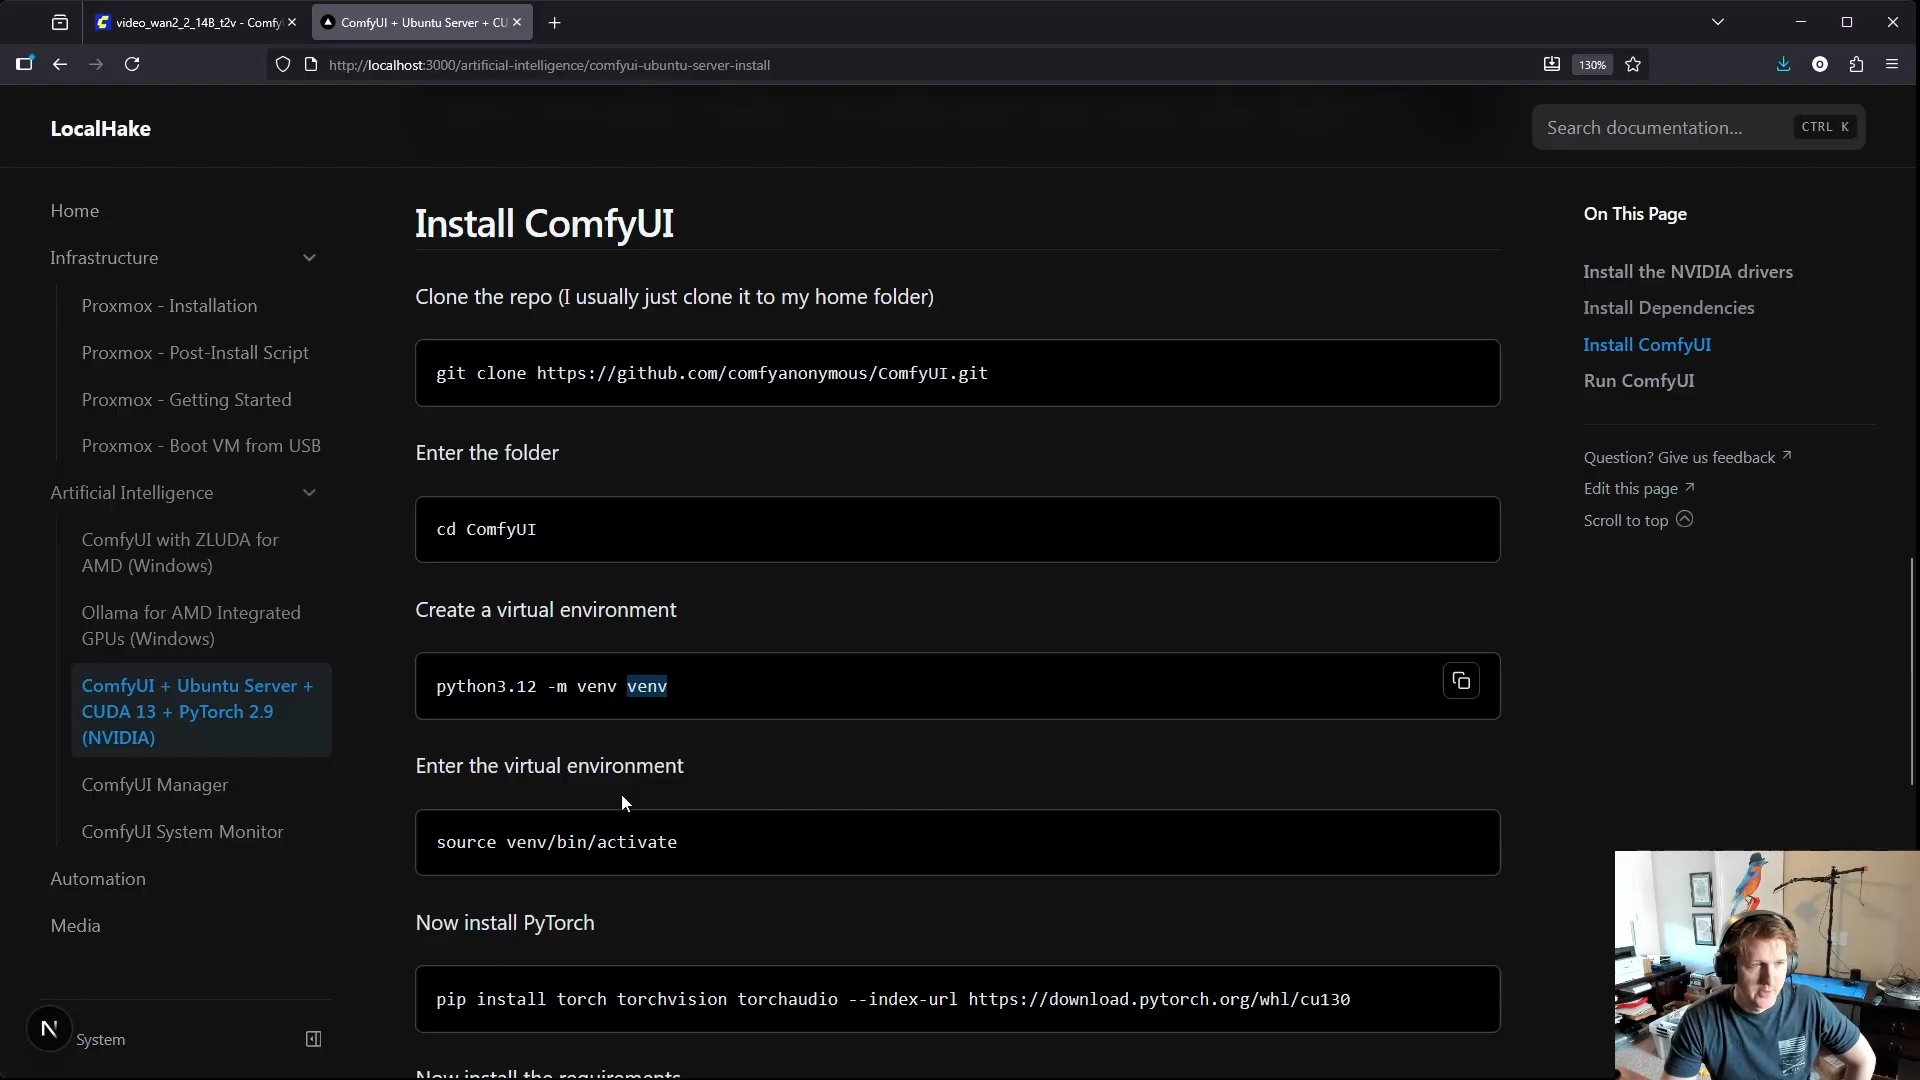 video_wan2_2_14B_t2v - Comfy
ComfyUI + Ubuntu Server + CU
http://localhost:3000/artificial-intelligence/comfyui-ubuntu-server-install
130%
LocalHake
Search documentation...
CTRL K
Home
Infrastructure
Proxmox - Installation
Proxmox - Post-Install Script
Proxmox - Getting Started
Proxmox - Boot VM from USB
Artificial Intelligence
ComfyUI with ZLUDA for
AMD (Windows)
Ollama for AMD Integrated
GPUs (Windows)
ComfyUI + Ubuntu Server +
CUDA 13 + PyTorch 2.9
(NVIDIA)
ComfyUI Manager
ComfyUI System Monitor
Automation
Media
N
System
Install ComfyUI
Clone the repo (I usually just clone it to my home folder)
git clone https://github.com/comfyanonymous/ComfyUI.git
Enter the folder
cd ComfyUI
Create a virtual environment
python3.12 -m venv venv
Enter the virtual environment
source venv/bin/activate
Now install PyTorch
pip install torch torchvision torchaudio --index-url https://download.pytorch.org/whl/cu130
Now install the requirements
On This Page
Install the NVIDIA drivers
Install Dependencies
Install ComfyUI
Run ComfyUI
Question? Give us feedback
Edit this page
Scroll to top